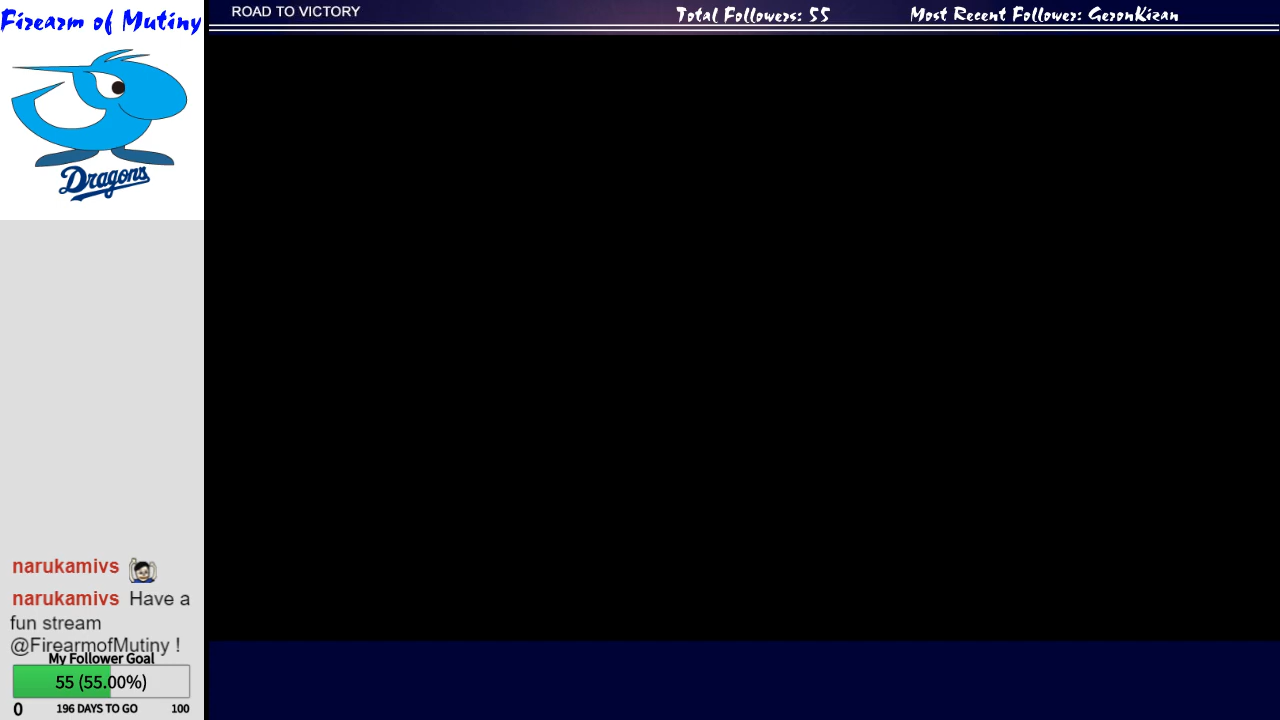 Firearm of Mutiny
ROAD TO VICTORY
Total Followers: 55
Most Recent Follower: GeronKizan
Dragons
narukamivs
narukamivs Have a
fun stream
@FirearmofMutiny !
My Follower Goal
55 (55.00%)
0 196 DAYS TO GO 100